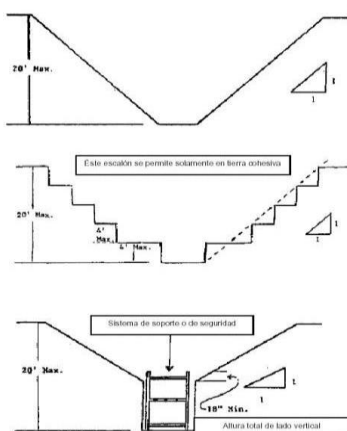 20' Max.
1
1
Éste escalón se permite solamente en tierra cohesiva
20' Max.
4'
Max.
4' Max.
1
1
Sistema de soporte o de seguridad
20' Max.
1
1
18" Min.
Altura total de lado vertical